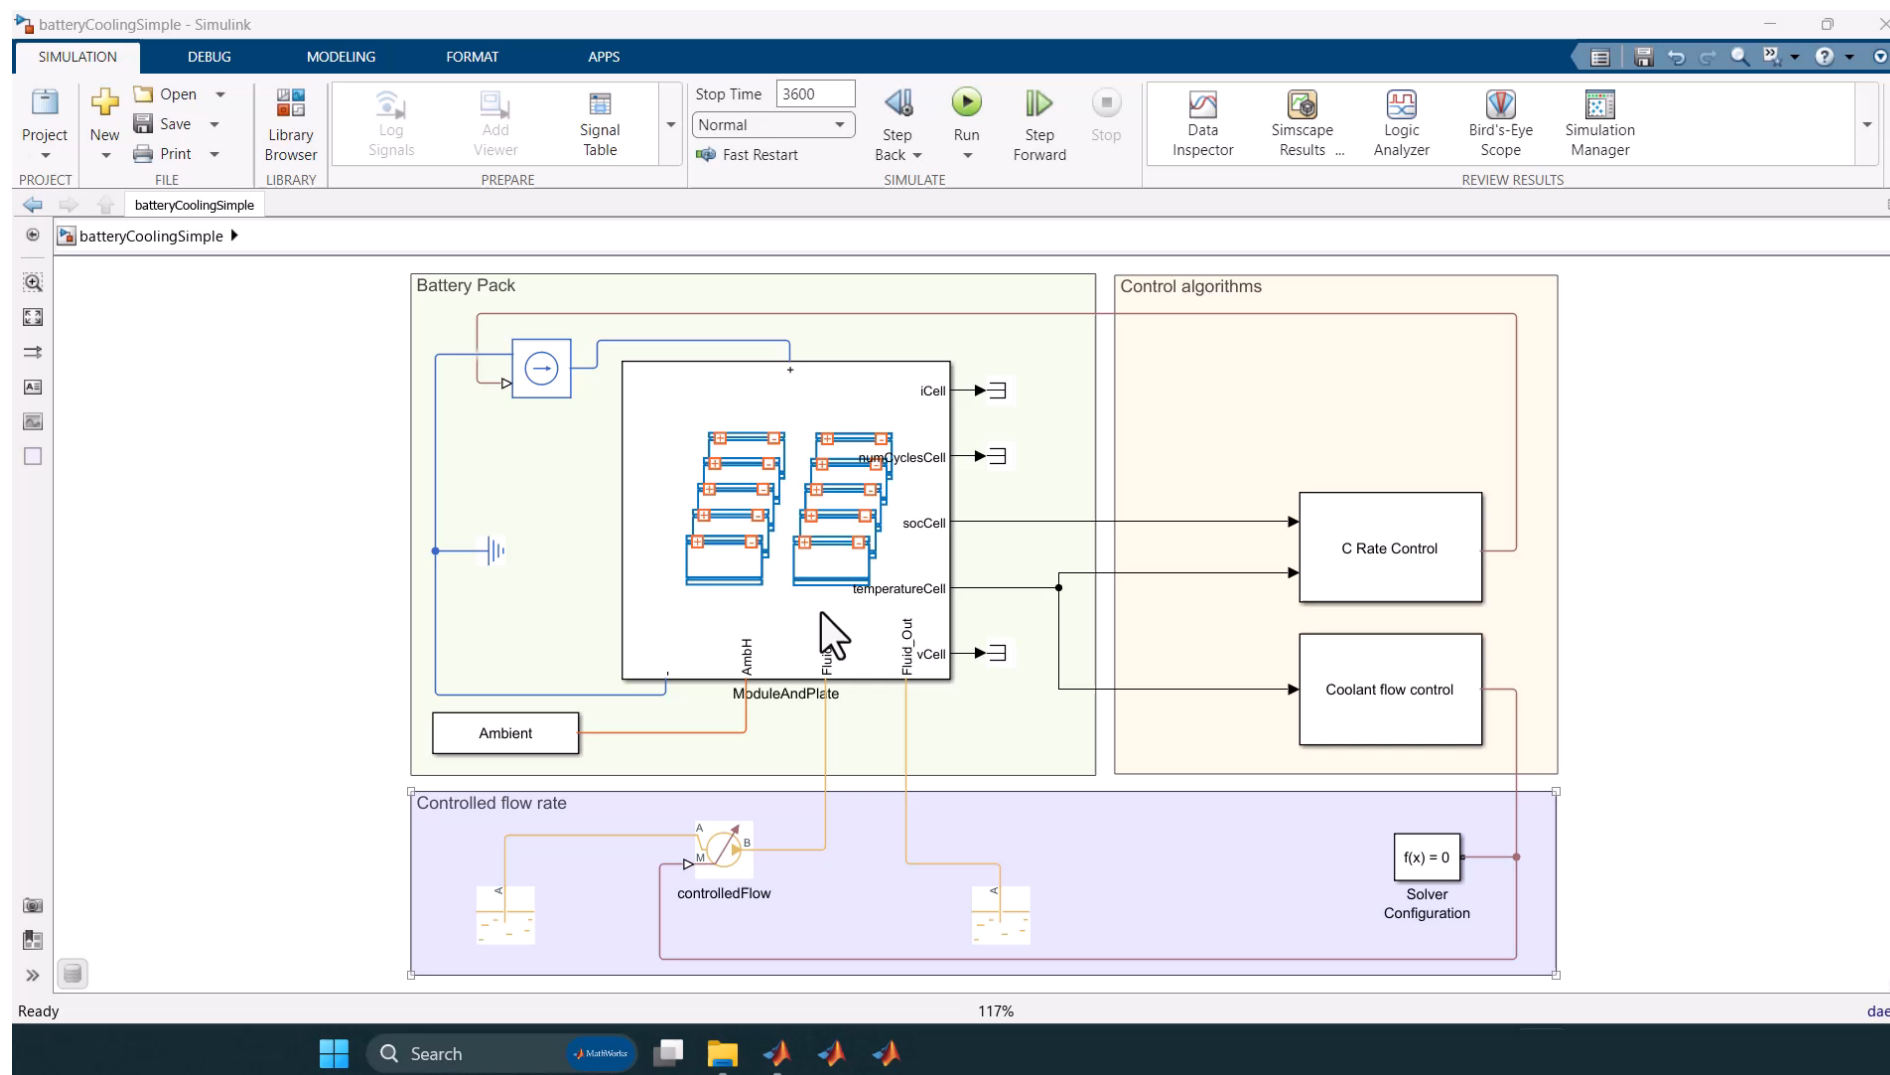 batteryCoolingSimple - Simulink
SIMULATION DEBUG MODELING FORMAT APPS
Project
New
Open
Save
Print
Library Browser
Log Signals
Add Viewer
Signal Table
Stop Time 3600
Normal
Fast Restart
Step Back
Run
Step Forward
Stop
Data Inspector
Simscape Results ...
Logic Analyzer
Bird's-Eye Scope
Simulation Manager
PROJECT FILE LIBRARY PREPARE SIMULATE REVIEW RESULTS
batteryCoolingSimple
batteryCoolingSimple
Battery Pack
Control algorithms
+
iCell
numCyclesCell
socCell
temperatureCell
vCell
AmbH
Fluid_Out
-
ModuleAndPlate
Ambient
C Rate Control
Coolant flow control
Controlled flow rate
A
B
M
controlledFlow
A
A
f(x) = 0
Solver
Configuration
Ready
117%
Search
MathWorks